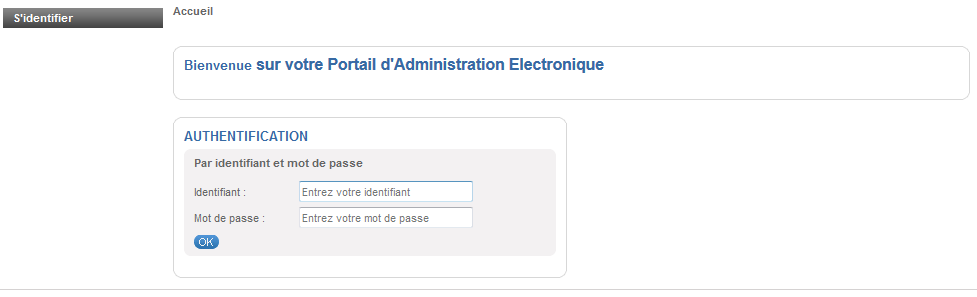 S'identifier
Accueil
Bienvenue sur votre Portail d'Administration Electronique
AUTHENTIFICATION
Par identifiant et mot de passe
Identifiant :
Entrez votre identifiant
Mot de passe :
Entrez votre mot de passe
OK